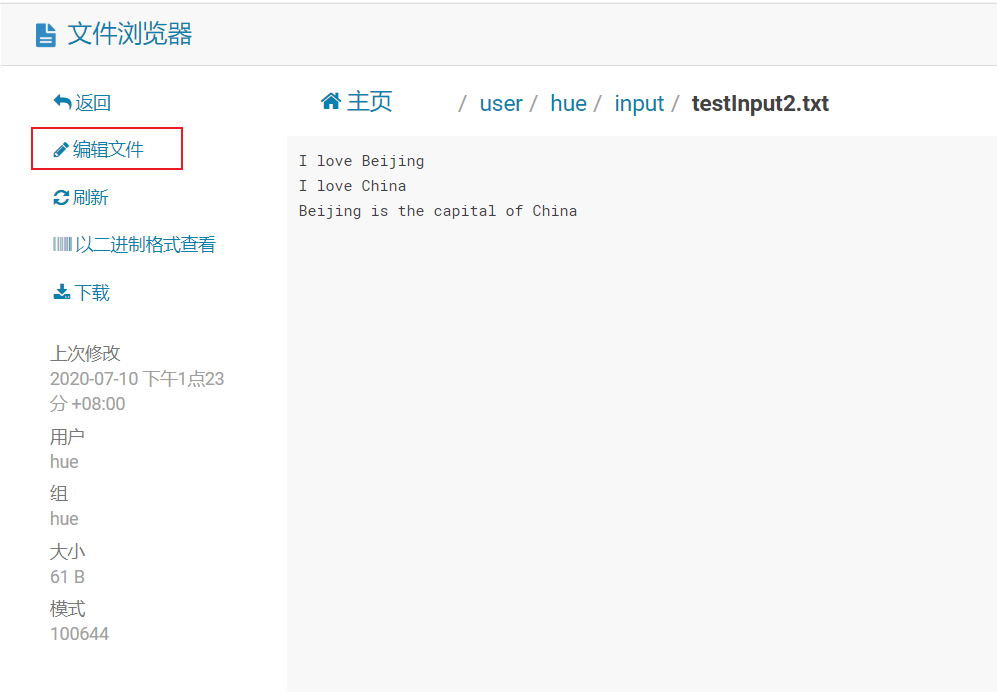 文件浏览器
返回
编辑文件
刷新
以二进制格式查看
下载
上次修改
2020-07-10 下午1点23
分 +08:00
用户
hue
组
hue
大小
61 B
模式
100644
主页 / user / hue / input / testInput2.txt
I love Beijing
I love China
Beijing is the capital of China